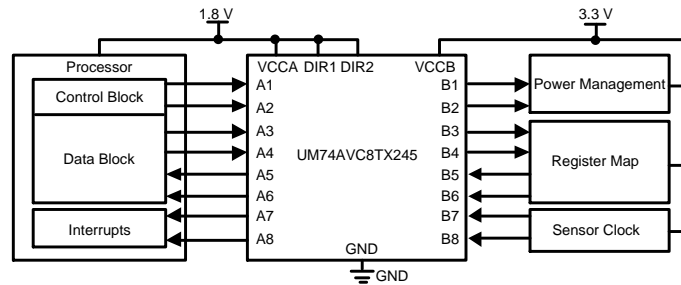 1.8 V
3.3 V
Processor
VCCA DIR1 DIR2
VCCB
Control Block
A1
B1
Power Management
A2
B2
Data Block
A3
B3
A4
UM74AVC8TX245
B4
Register Map
A5
B5
A6
B6
Interrupts
A7
B7
Sensor Clock
A8
B8
GND
GND